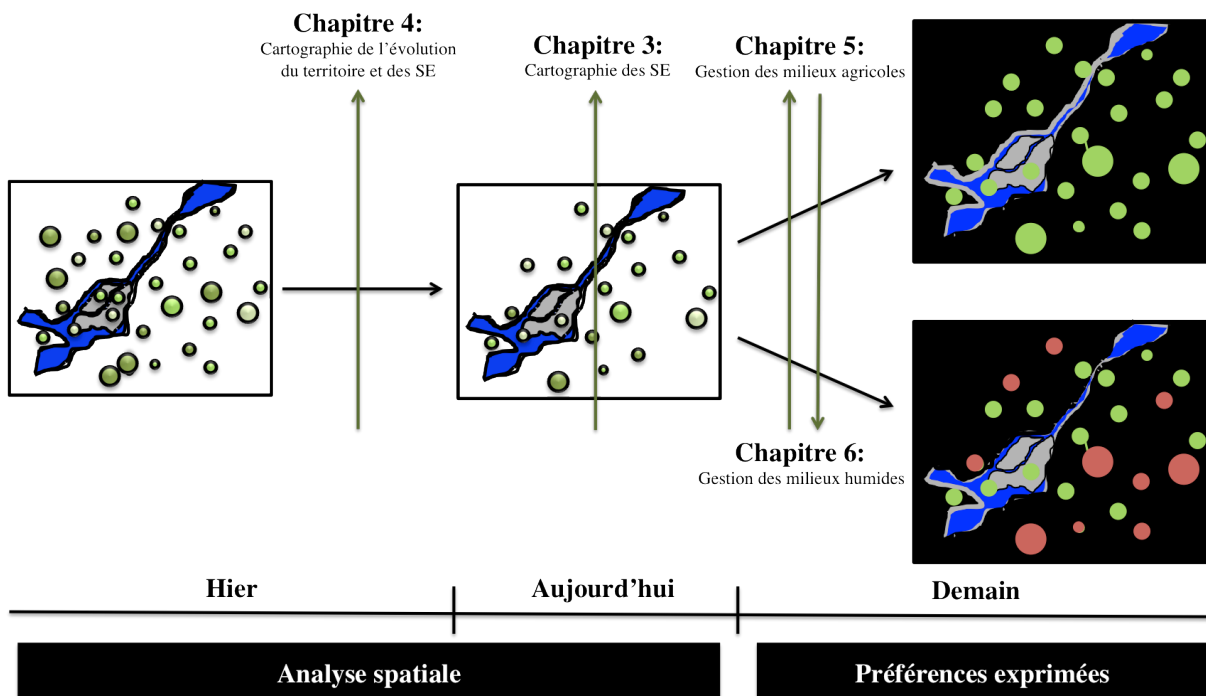 Chapitre 4:
Cartographie de l'évolution
du territoire et des SE
Chapitre 3:
Cartographie des SE
Chapitre 5:
Gestion des milieux agricoles
Chapitre 6:
Gestion des milieux humides
Hier
Aujourd'hui
Demain
Analyse spatiale
Préférences exprimées